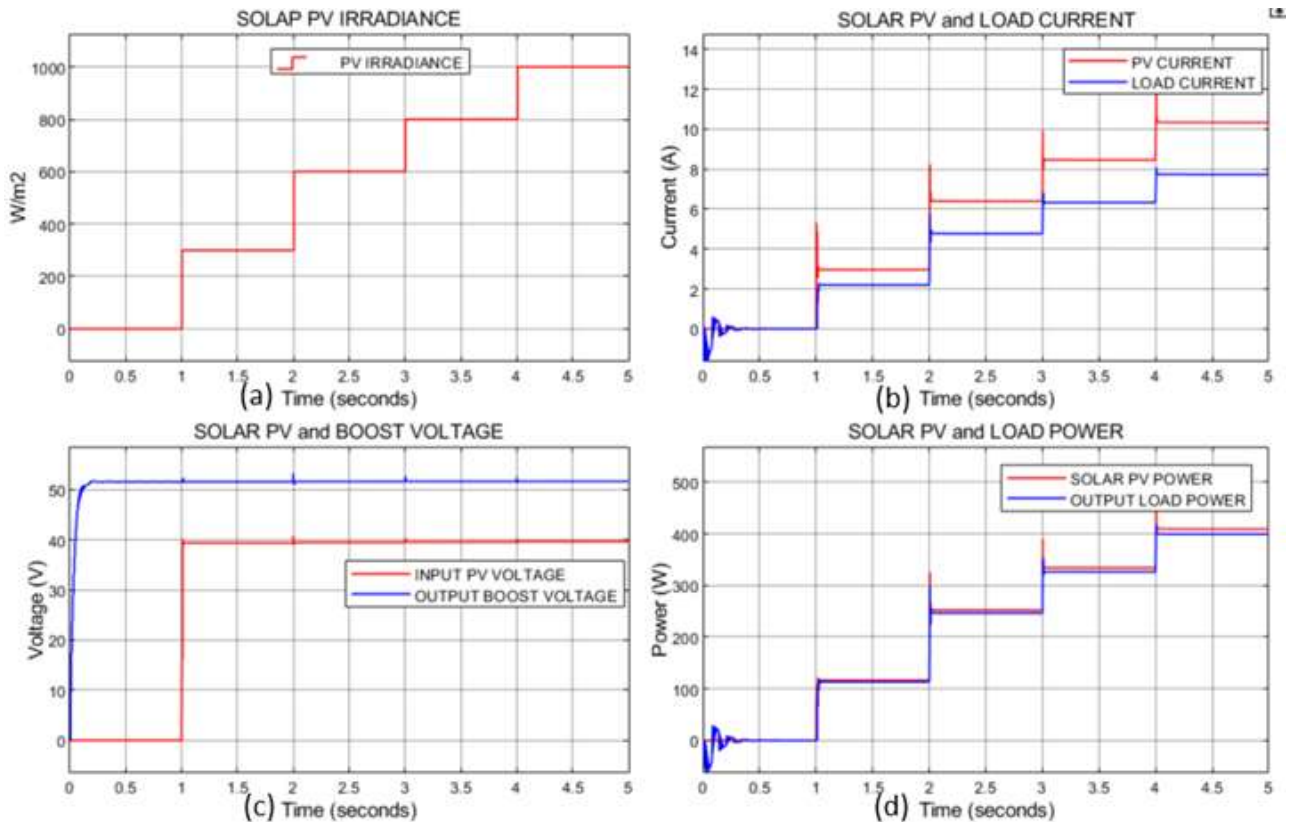 SOLAP PV IRRADIANCE
PV IRRADIANCE
W/m2
1000
800
600
400
200
0
0 0.5 1 1.5 2 2.5 3 3.5 4 4.5 5
(a) Time (seconds)
SOLAR PV and LOAD CURRENT
PV CURRENT
LOAD CURRENT
Currrent (A)
14
12
10
8
6
4
2
0
0 0.5 1 1.5 2 2.5 3 3.5 4 4.5 5
(b) Time (seconds)
SOLAR PV and BOOST VOLTAGE
INPUT PV VOLTAGE
OUTPUT BOOST VOLTAGE
Voltage (V)
50
40
30
20
10
0
0 0.5 1 1.5 2 2.5 3 3.5 4 4.5 5
(c) Time (seconds)
SOLAR PV and LOAD POWER
SOLAR PV POWER
OUTPUT LOAD POWER
Power (W)
500
400
300
200
100
0
0 0.5 1 1.5 2 2.5 3 3.5 4 4.5 5
(d) Time (seconds)